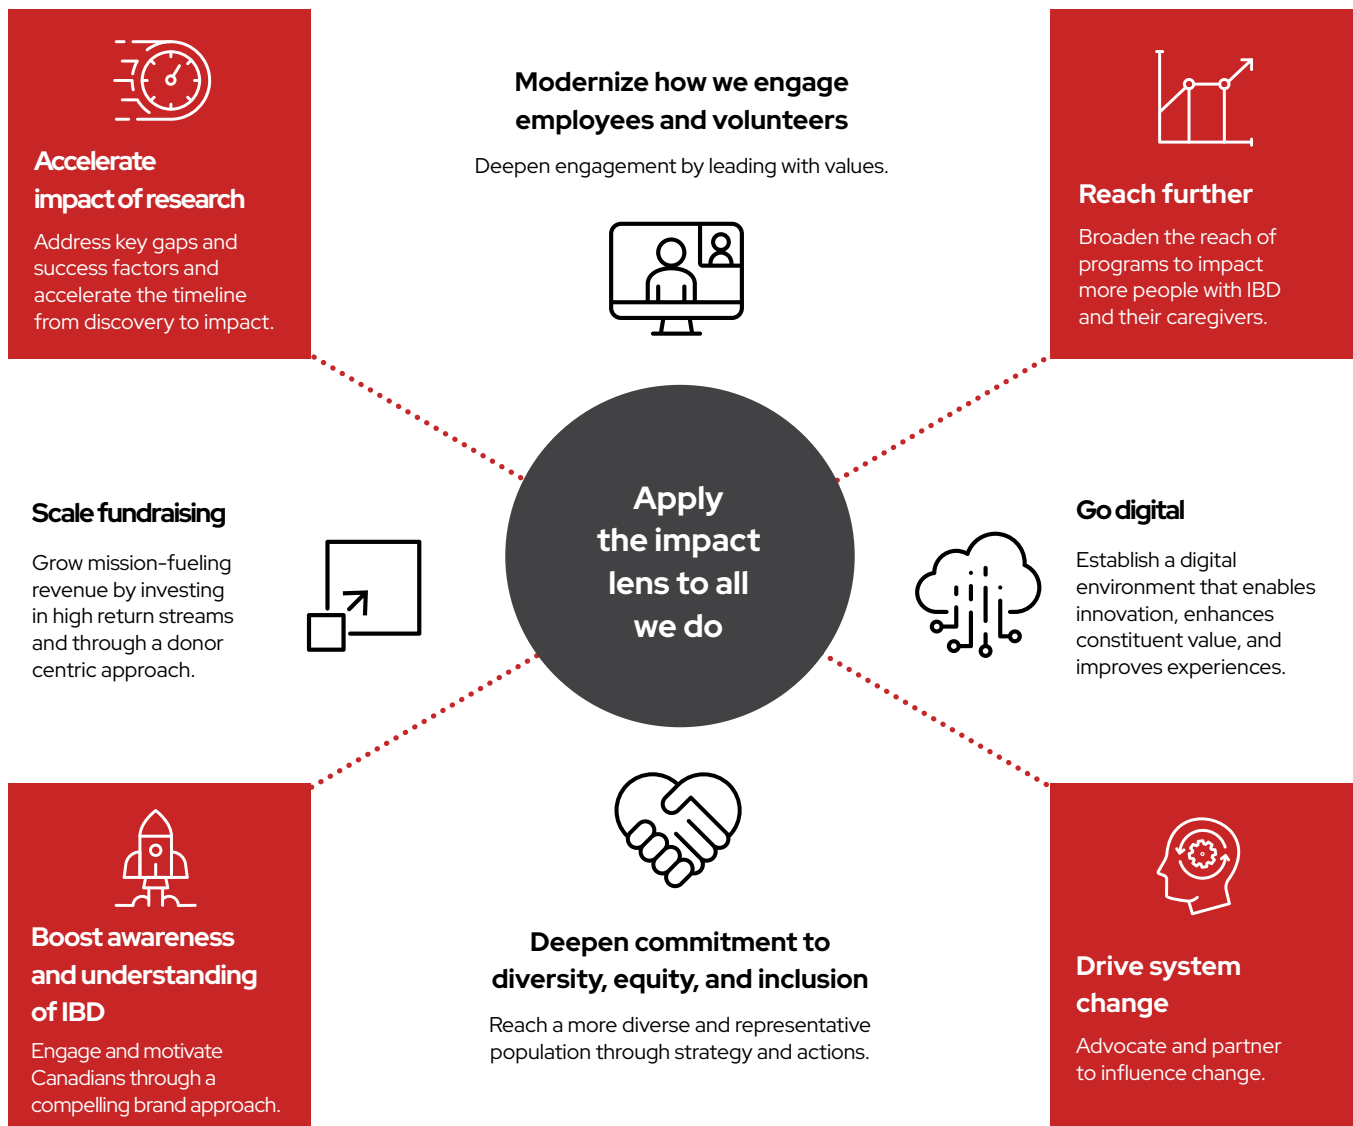 Accelerate
impact of research
Address key gaps and
success factors and
accelerate the timeline
from discovery to impact.
Modernize how we engage
employees and volunteers
Deepen engagement by leading with values.
Reach further
Broaden the reach of
programs to impact
more people with IBD
and their caregivers.
Scale fundraising
Grow mission-fueling
revenue by investing
in high return streams
and through a donor
centric approach.
Apply
the impact
lens to all
we do
Go digital
Establish a digital
environment that enables
innovation, enhances
constituent value, and
improves experiences.
Boost awareness
and understanding
of IBD
Engage and motivate
Canadians through a
compelling brand approach.
Deepen commitment to
diversity, equity, and inclusion
Reach a more diverse and representative
population through strategy and actions.
Drive system
change
Advocate and partner
to influence change.